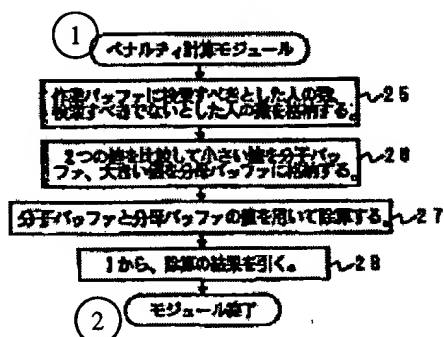 1
ペナルティ計算モジュール
作業バッファに検索すべきとした人の数、
検索すべきでないとした人の数を格納する。
25
2つの値を比較して小さい値を分子バッ
ファ、大きい値を分母バッファに格納する。
26
分子バッファと分母バッファの値を用いて除算する。
27
1から、除算の結果を引く。
28
モジュール終了
2